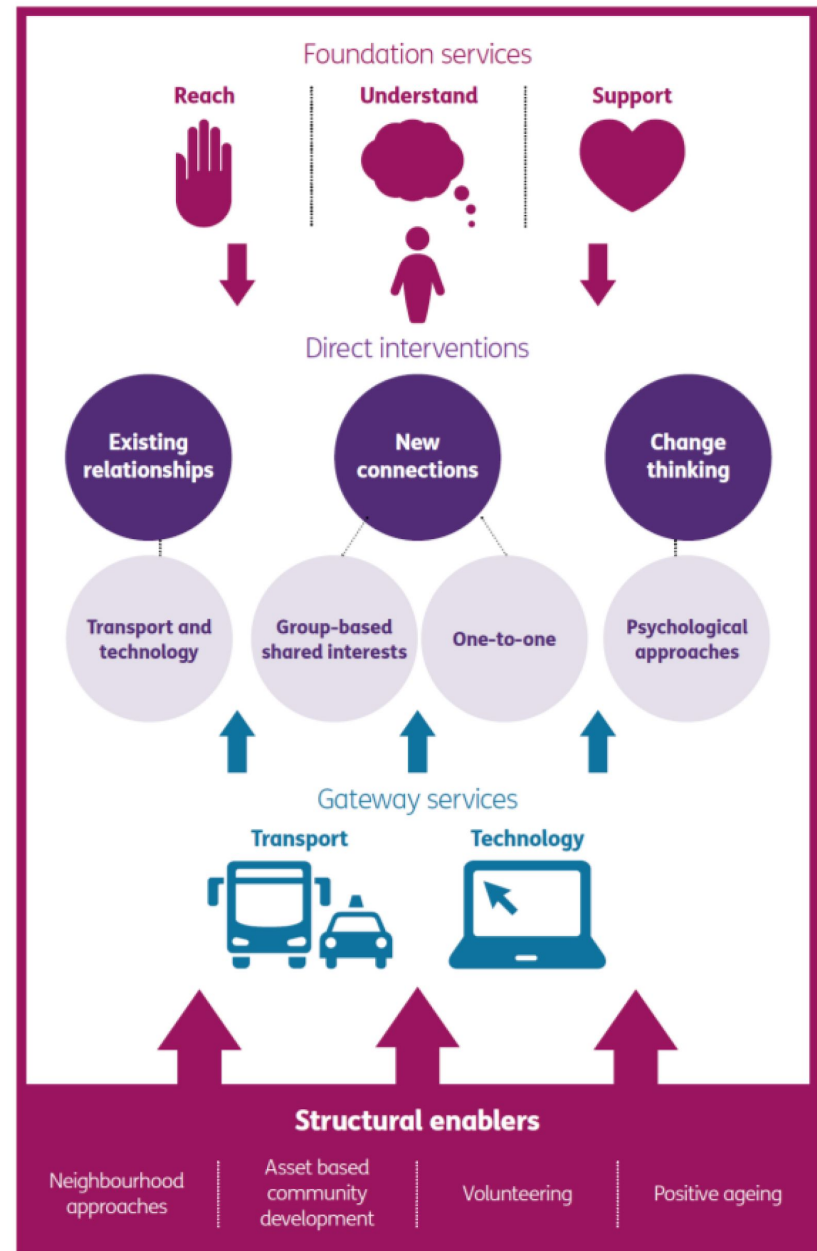 Foundation services
Reach
Understand
Support
Direct interventions
Existing
relationships
New
connections
Change
thinking
Transport and
technology
Group-based
shared interests
One-to-one
Psychological
approaches
Gateway services
Transport
Technology
Structural enablers
Neighbourhood
approaches
Asset based
community
development
Volunteering
Positive ageing